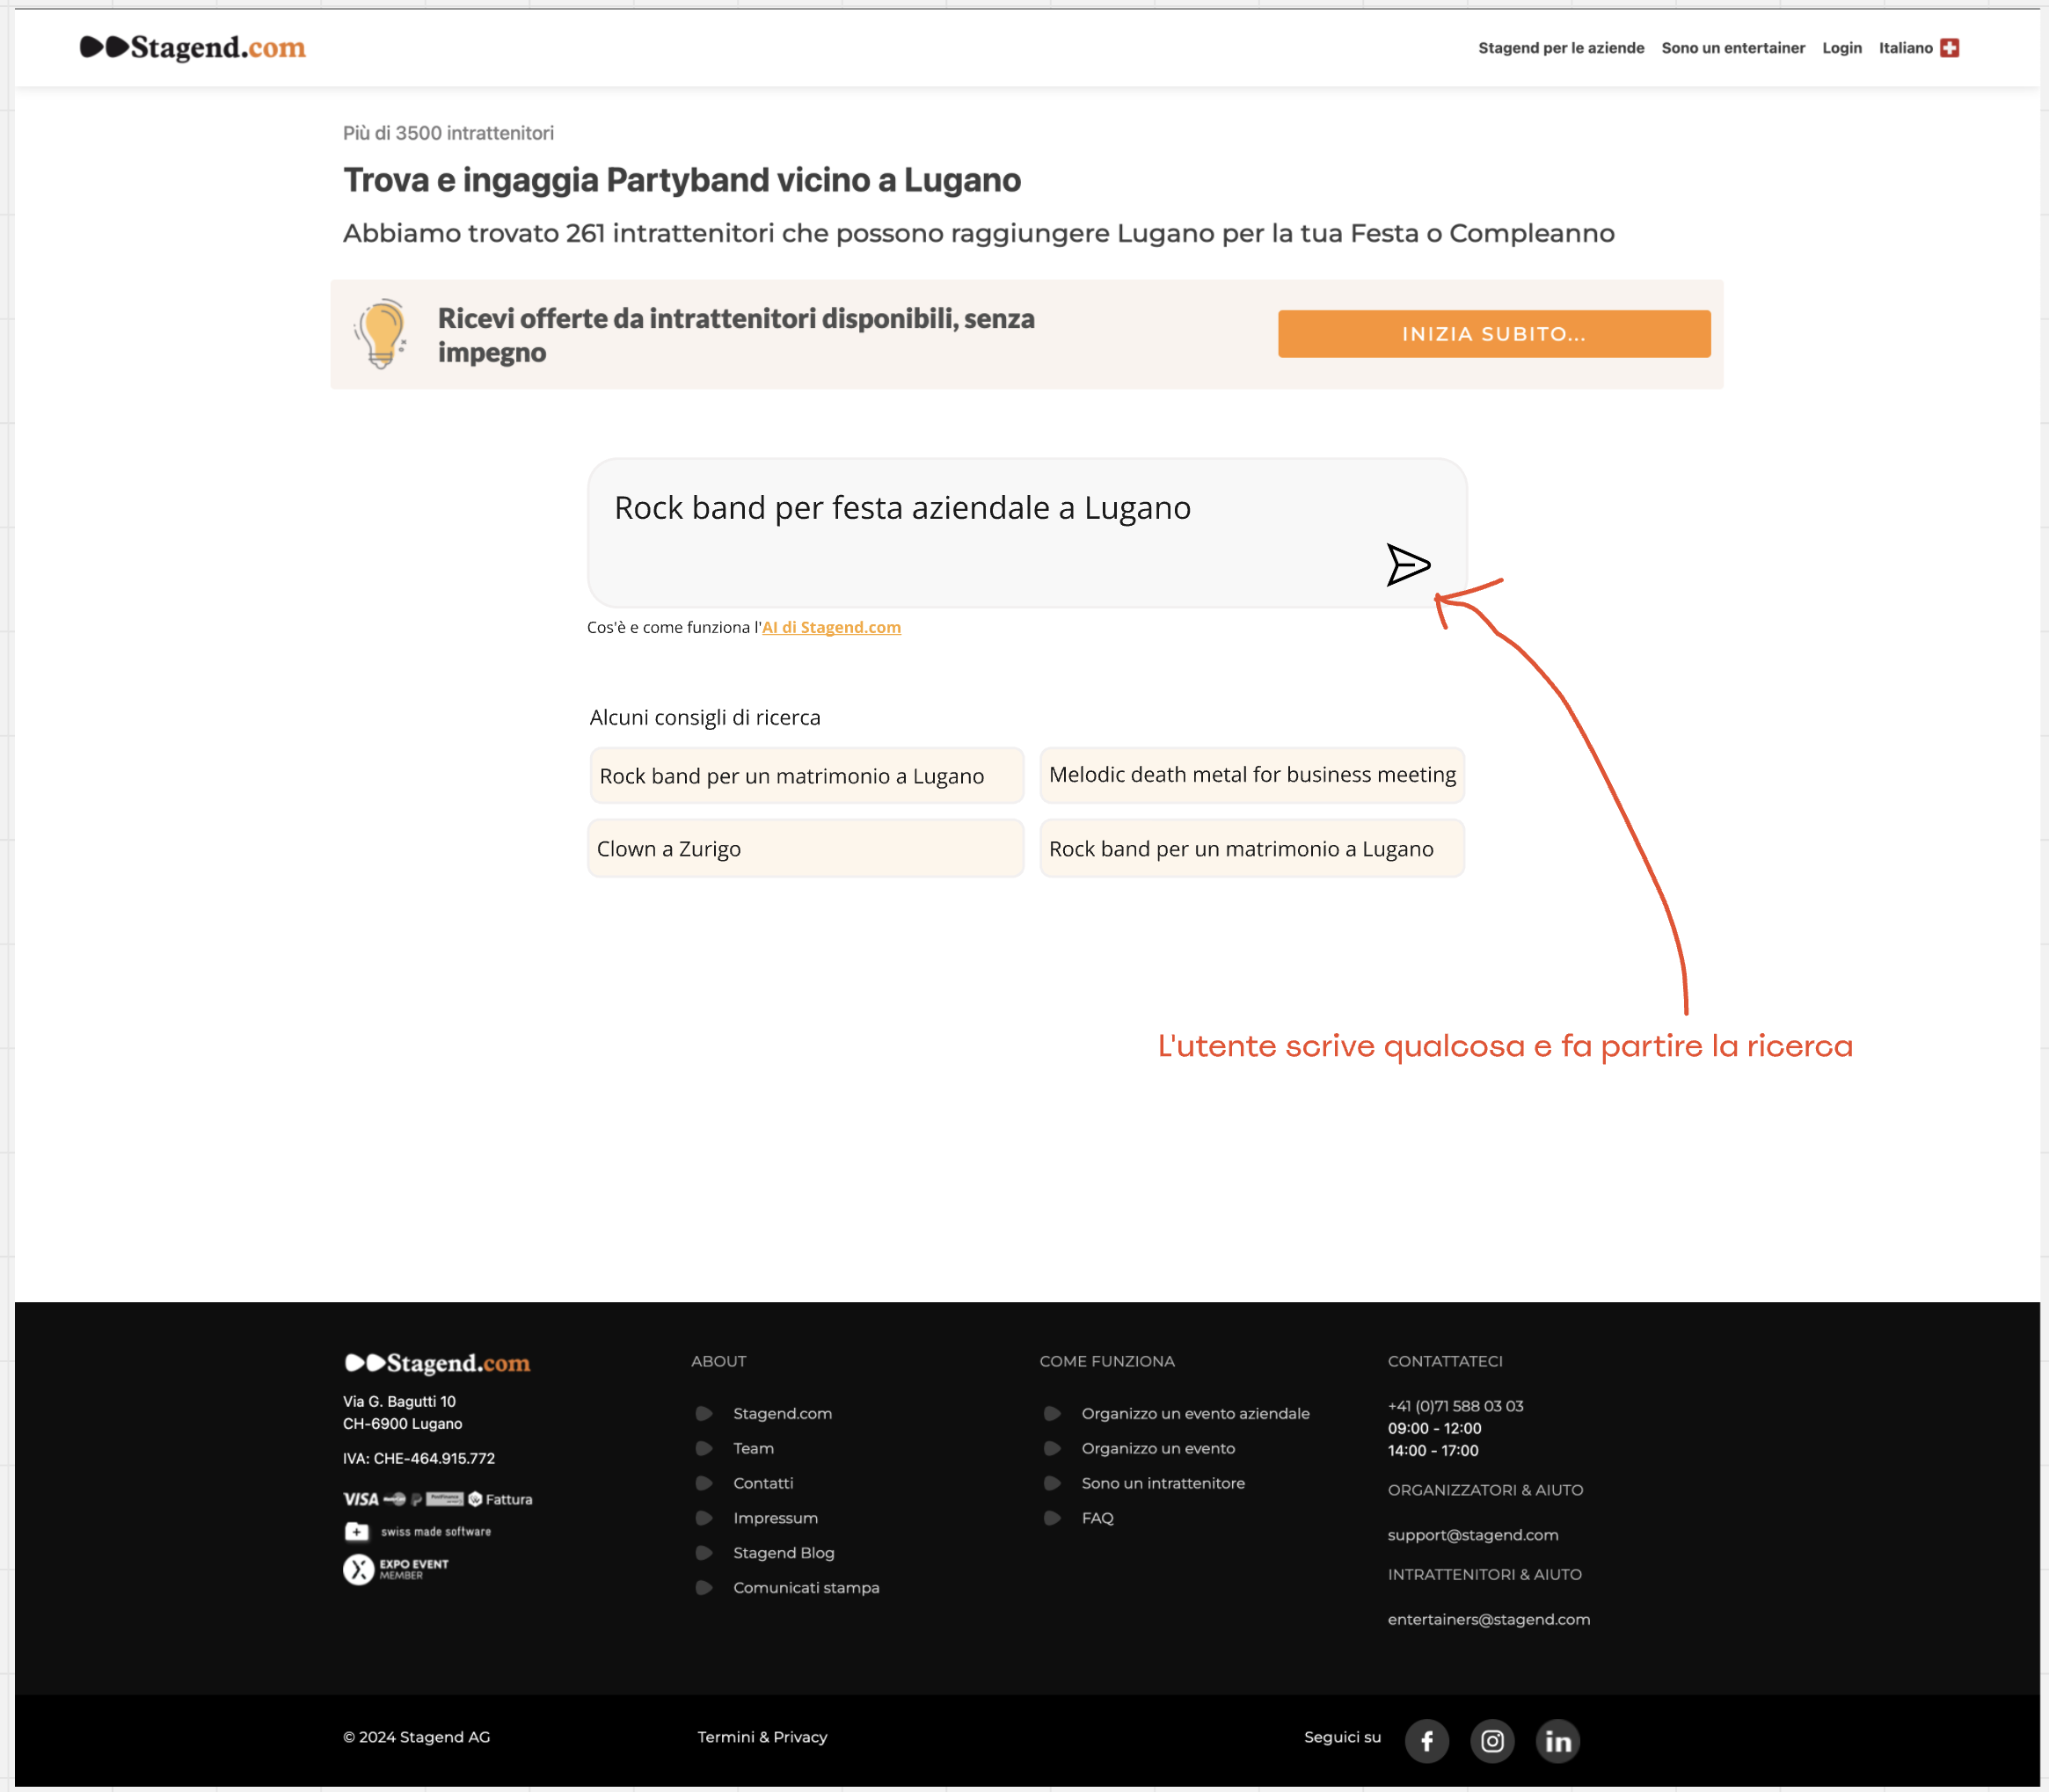 Stagend.com
Stagend per le aziende Sono un entertainer Login Italiano
Più di 3500 intrattenitori
Trova e ingaggia Partyband vicino a Lugano
Abbiamo trovato 261 intrattenitori che possono raggiungere Lugano per la tua Festa o Compleanno
Ricevi offerte da intrattenitori disponibili, senza
impegno
INIZIA SUBITO...
Rock band per festa aziendale a Lugano
Cos'è e come funziona l'AI di Stagend.com
Alcuni consigli di ricerca
Rock band per un matrimonio a Lugano
Melodic death metal for business meeting
Clown a Zurigo
Rock band per un matrimonio a Lugano
L'utente scrive qualcosa e fa partire la ricerca
Stagend.com
Via G. Bagutti 10
CH-6900 Lugano
IVA: CHE-464.915.772
VISA
Fattura
swiss made software
EXPO EVENT
MEMBER
ABOUT
Stagend.com
Team
Contatti
Impressum
Stagend Blog
Comunicati stampa
COME FUNZIONA
Organizzo un evento aziendale
Organizzo un evento
Sono un intrattenitore
FAQ
CONTATTATECI
+41 (0)71 588 03 03
09:00 - 12:00
14:00 - 17:00
ORGANIZZATORI & AIUTO
support@stagend.com
INTRATTENITORI & AIUTO
entertainers@stagend.com
© 2024 Stagend AG
Termini & Privacy
Seguici su